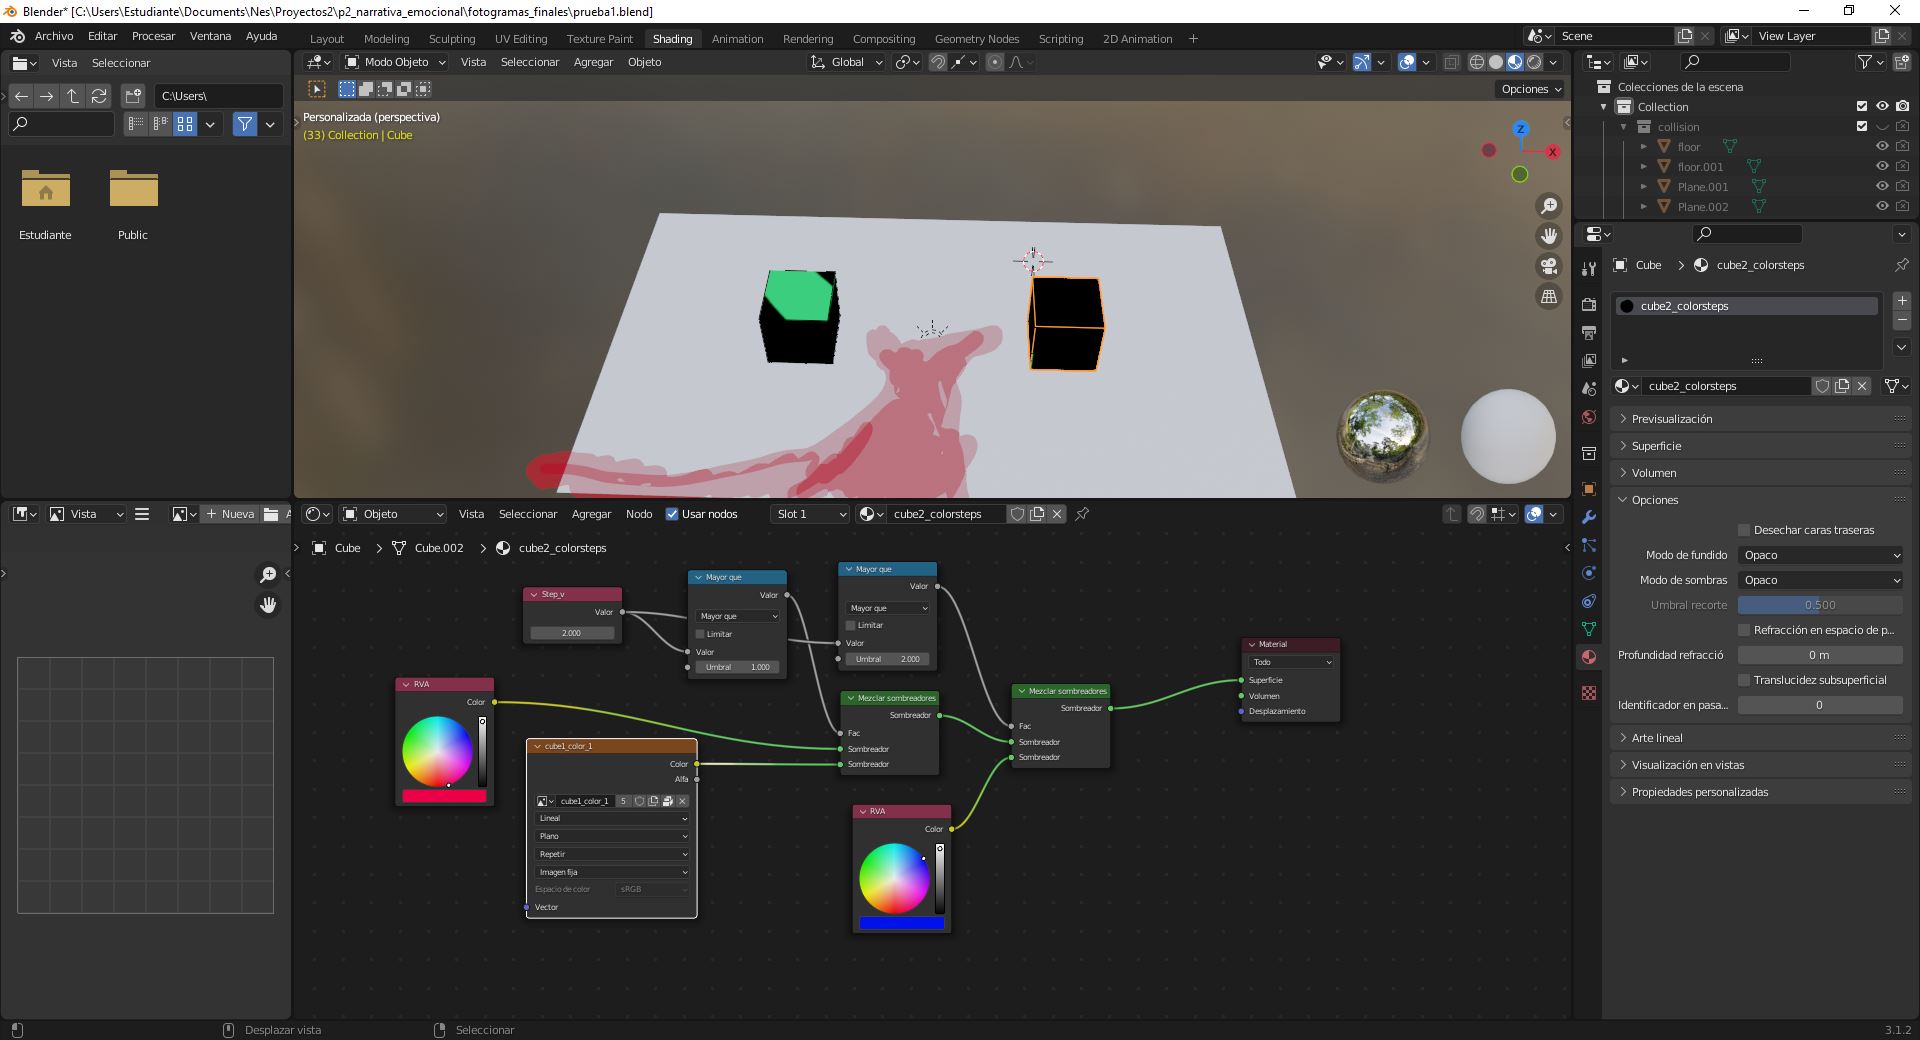 Blender* [C:\Users\Estudiante\Documents\Nes\Proyectos2\p2_narrativa_emocional\fotogramas_finales\prueba1.blend]
Archivo Editar Procesar Ventana Ayuda
Layout Modeling Sculpting UV Editing Texture Paint Shading Animation Rendering Compositing Geometry Nodes Scripting 2D Animation +
Scene
View Layer
Vista Seleccionar
C:\Users\
Estudiante
Public
Modo Objeto Vista Seleccionar Agregar Objeto Global
Opciones
Personalizada (perspectiva)
(33) Collection | Cube
Z
X
Colecciones de la escena
Collection
collision
floor
floor.001
Plane.001
Plane.002
Cube > cube2_colorsteps
cube2_colorsteps
cube2_colorsteps
Previsualización
Superficie
Volumen
Opciones
Desechar caras traseras
Modo de fundido Opaco
Modo de sombras Opaco
Umbral recorte 0.500
Refracción en espacio de p...
Profundidad refracció 0 m
Translucidez subsuperficial
Identificador en pasa... 0
Arte lineal
Visualización en vistas
Propiedades personalizadas
Vista
+ Nueva
Objeto Vista Seleccionar Agregar Nodo Usar nodos Slot 1 cube2_colorsteps
Cube > Cube.002 > cube2_colorsteps
Step_v
Valor
2.000
Mayor que
Valor
Mayor que
Limitar
Valor
Umbral 1.000
Mayor que
Valor
Mayor que
Limitar
Valor
Umbral 2.000
RVA
Color
cube1_color_1
Color
Alfa
cube1_color_1 5
Lineal
Plano
Repetir
Imagen fija
Espacio de color sRGB
Vector
Mezclar sombreadores
Sombreador
Fac
Sombreador
Sombreador
RVA
Color
Mezclar sombreadores
Sombreador
Fac
Sombreador
Sombreador
Material
Todo
Superficie
Volumen
Desplazamiento
Desplazar vista
Seleccionar
3.1.2